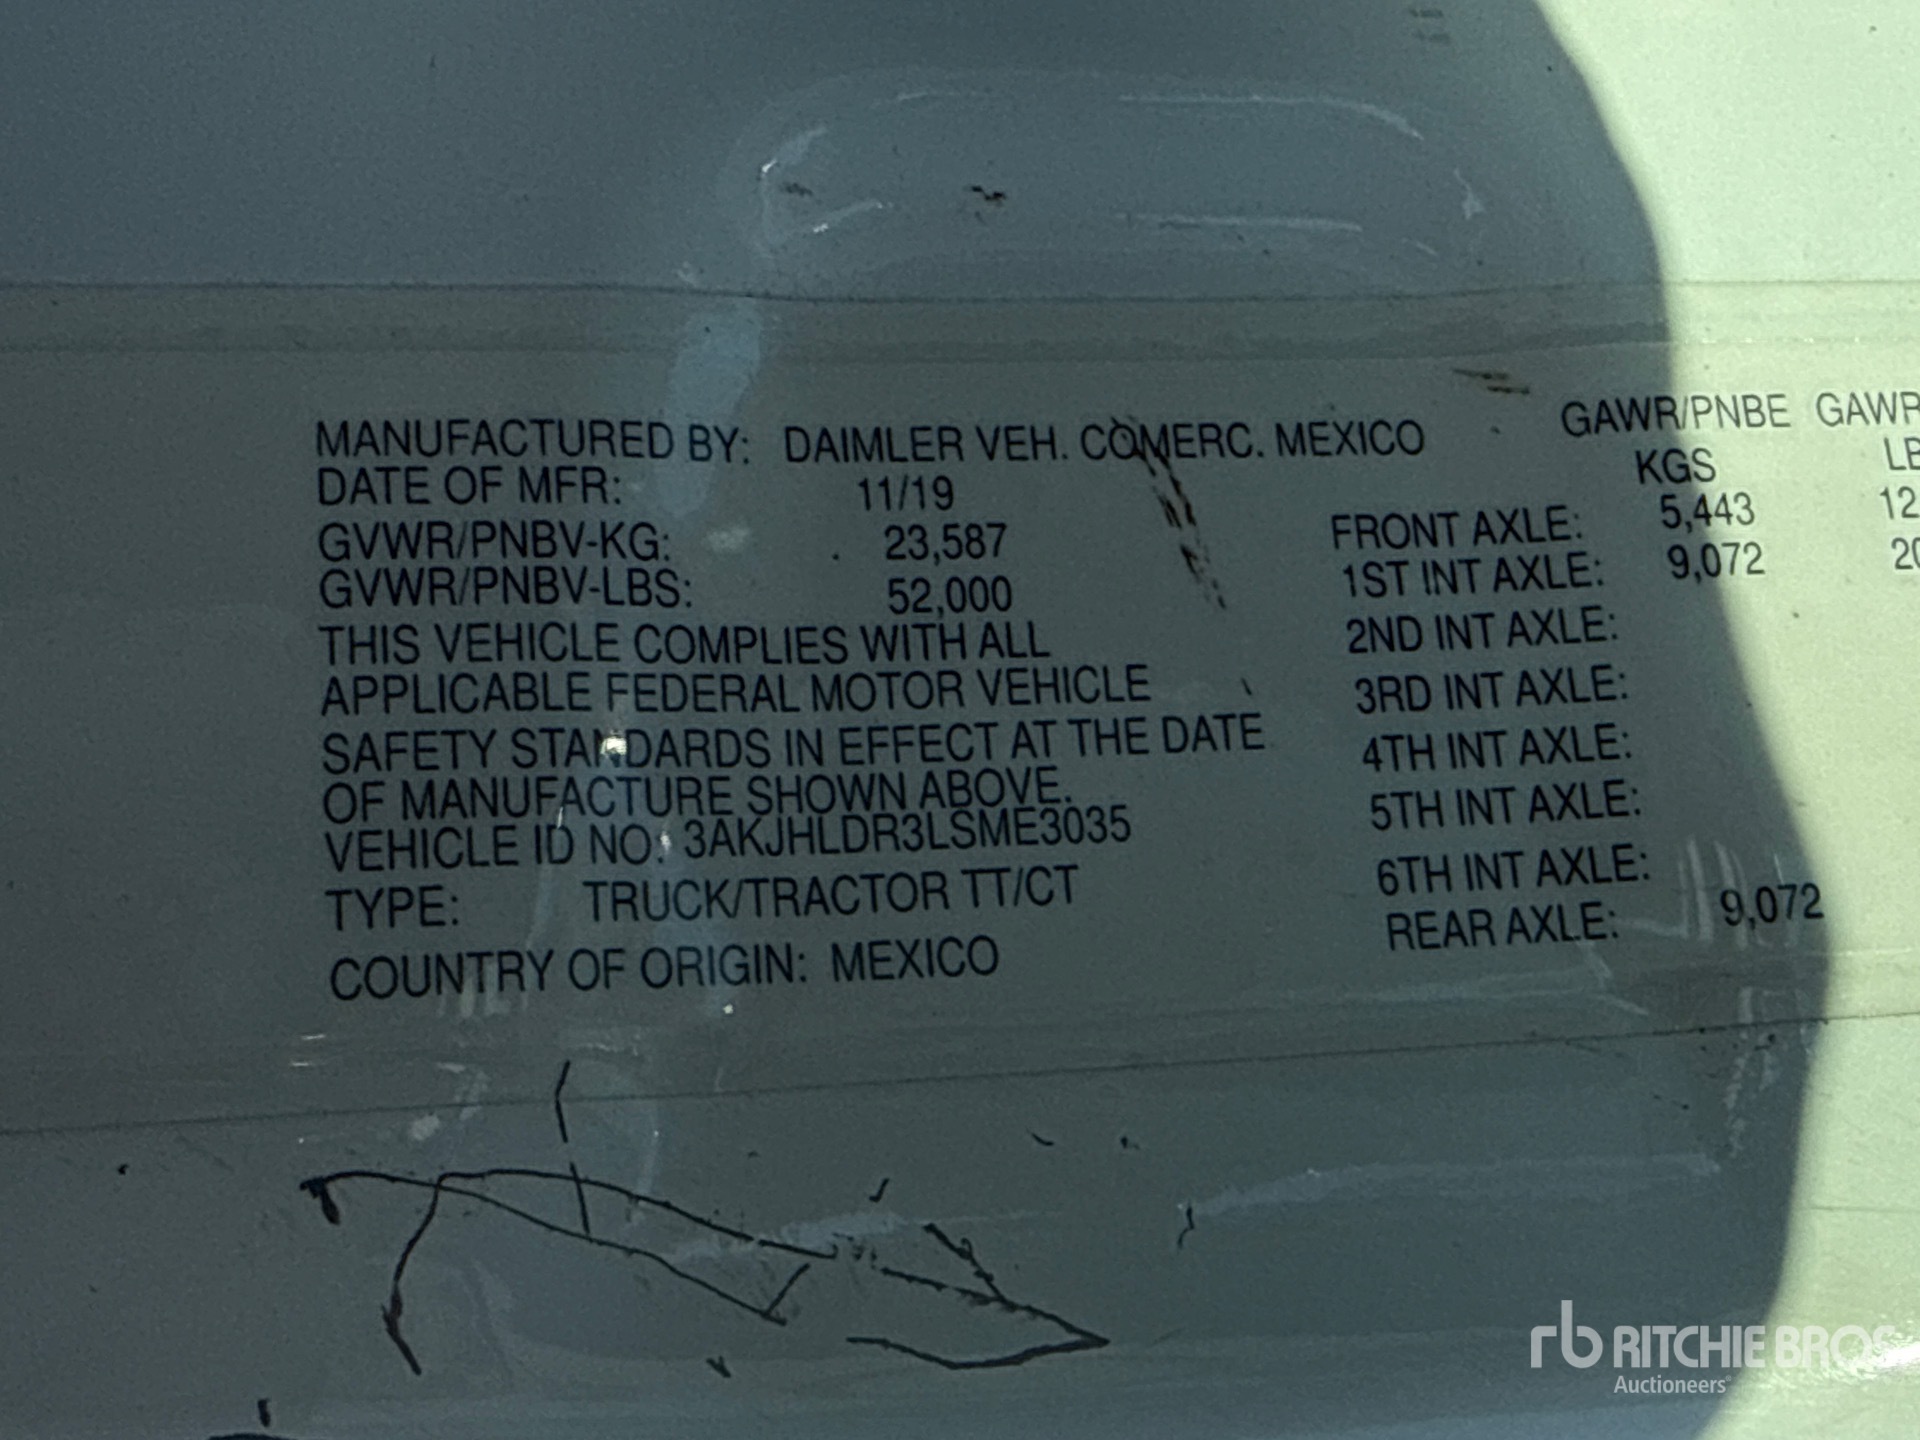 MANUFACTURED BY: DAIMLER VEH. COMERC. MEXICO
DATE OF MFR: 11/19
GVWR/PNBV-KG: 23,587
GVWR/PNBV-LBS: 52,000
THIS VEHICLE COMPLIES WITH ALL
APPLICABLE FEDERAL MOTOR VEHICLE
SAFETY STANDARDS IN EFFECT AT THE DATE
OF MANUFACTURE SHOWN ABOVE.
VEHICLE ID NO: 3AKJHLDR3LSME3035
TYPE: TRUCK/TRACTOR TT/CT
COUNTRY OF ORIGIN: MEXICO
GAWR/PNBE GAWR
KGS LB
FRONT AXLE: 5,443 12
1ST INT AXLE: 9,072 20
2ND INT AXLE:
3RD INT AXLE:
4TH INT AXLE:
5TH INT AXLE:
6TH INT AXLE:
REAR AXLE: 9,072
rb RITCHIE BROS
Auctioneers